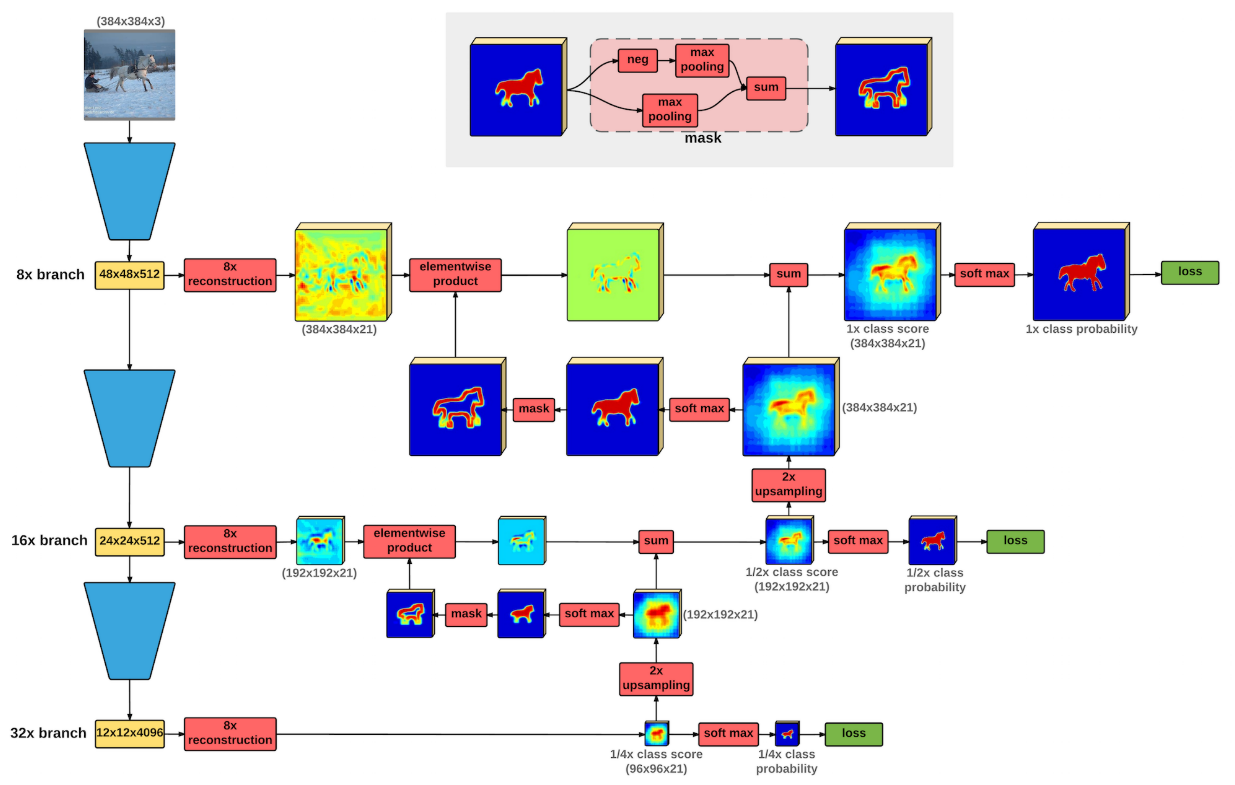 (384x384x3)
neg
max
pooling
max
pooling
sum
mask
8x branch
48x48x512
8x
reconstruction
(384x384x21)
elementwise
product
sum
1x class score
(384x384x21)
soft max
1x class probability
loss
mask
soft max
(384x384x21)
2x
upsampling
16x branch
24x24x512
8x
reconstruction
(192x192x21)
elementwise
product
sum
1/2x class score
(192x192x21)
soft max
1/2x class
probability
loss
mask
soft max
(192x192x21)
2x
upsampling
32x branch
12x12x4096
8x
reconstruction
1/4x class score
(96x96x21)
soft max
1/4x class
probability
loss